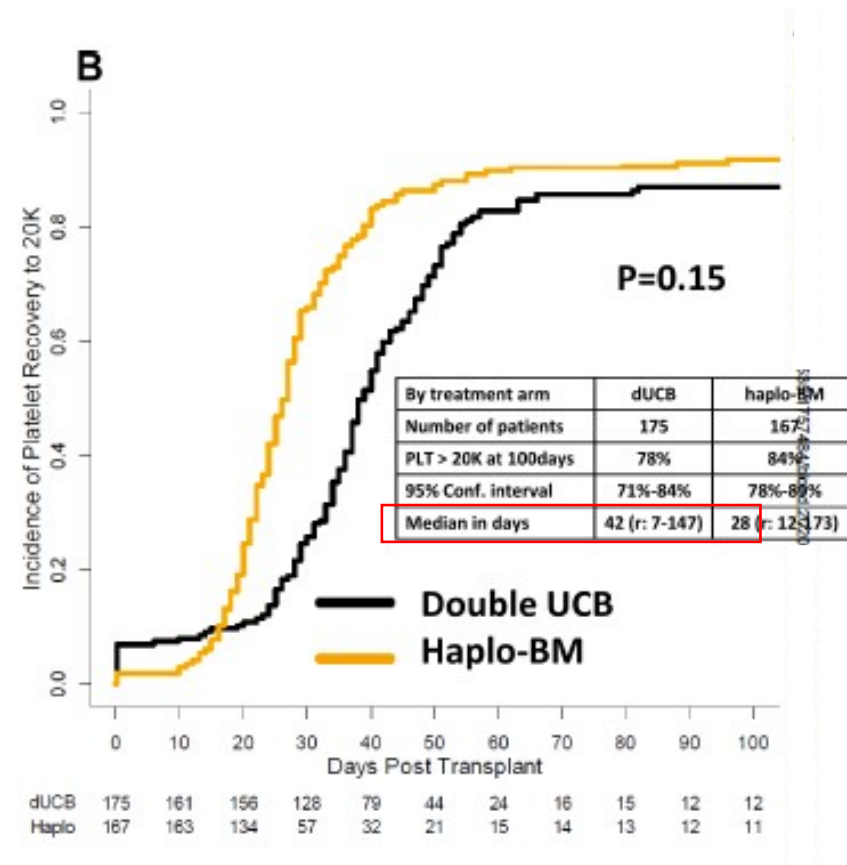 B
Incidence of Platelet Recovery to 20K
1.0
0.8
0.6
0.4
0.2
0.0
P=0.15
By treatment arm dUCB haplo-BM
Number of patients 175 167
PLT > 20K at 100days 78% 84%
95% Conf. interval 71%-84% 78%-89%
Median in days 42 (r: 7-147) 28 (r: 12-173)
Double UCB
Haplo-BM
0 10 20 30 40 50 60 70 80 90 100
Days Post Transplant
dUCB 175 161 156 128 79 44 24 16 15 12 12
Haplo 167 163 134 57 32 21 15 14 13 12 11